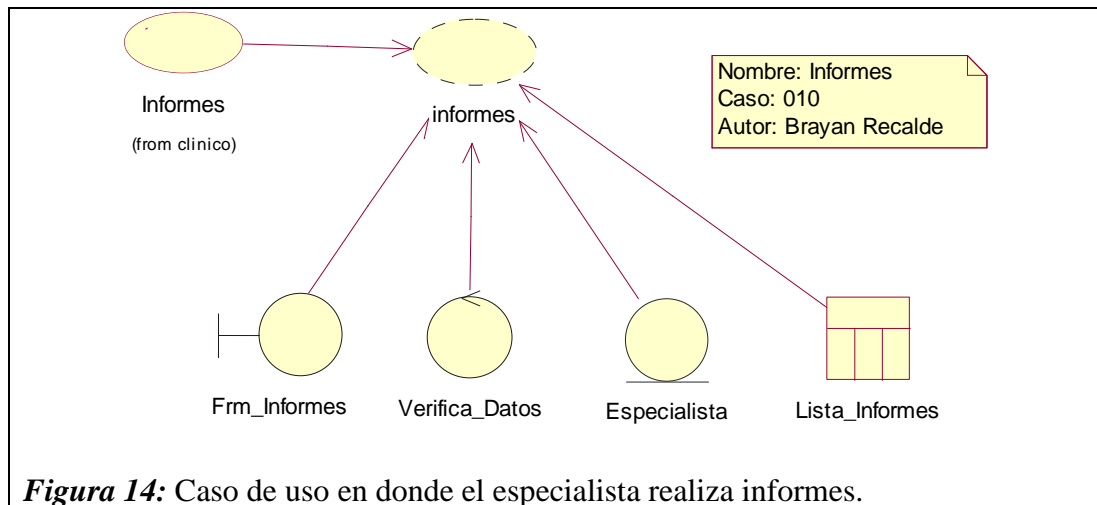 Informes
(from clinico)
informes
Nombre: Informes
Caso: 010
Autor: Brayan Recalde
Frm_Informes
Verifica_Datos
Especialista
Lista_Informes
Figura 14: Caso de uso en donde el especialista realiza informes.